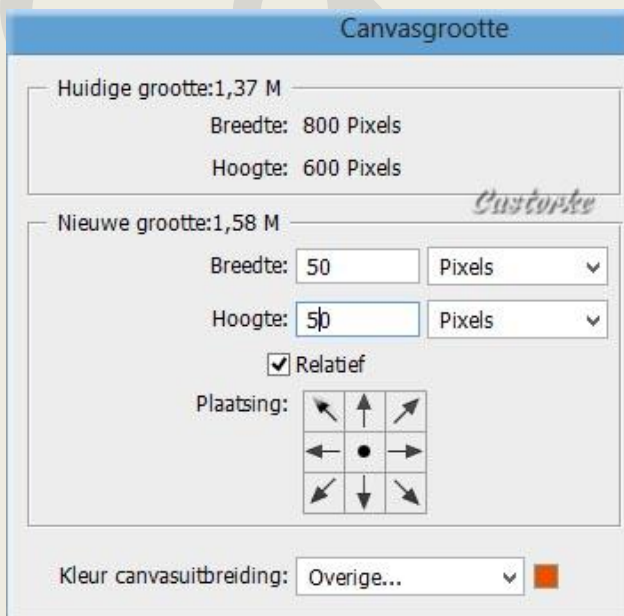 Canvasgrootte
Huidige grootte:1,37 M
Breedte: 800 Pixels
Hoogte: 600 Pixels
Castorke
Nieuwe grootte:1,58 M
Breedte: 50 Pixels
Hoogte: 50 Pixels
Relatief
Plaatsing:
Kleur canvasuitbreiding: Overige...